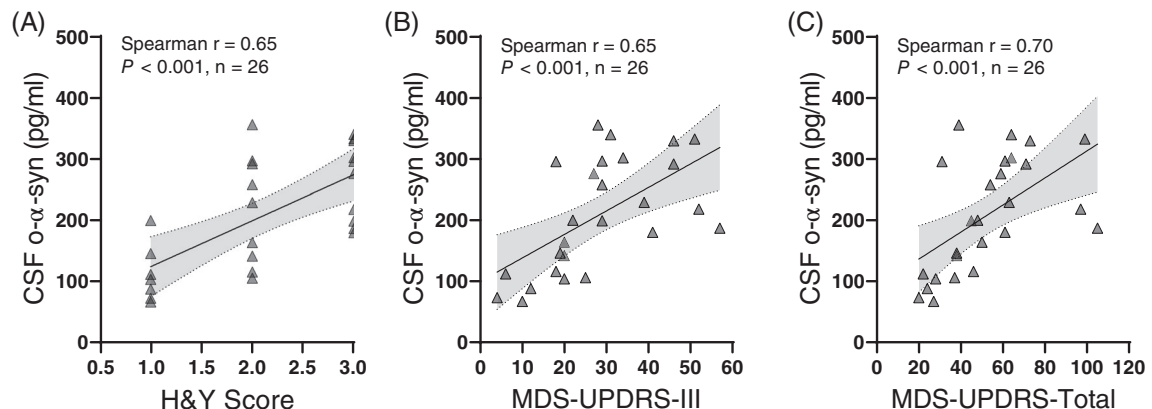 (A)
Spearman r = 0.65
P < 0.001, n = 26
CSF o-α-syn (pg/ml)
500
400
300
200
100
0
0.5 1.0 1.5 2.0 2.5 3.0
H&Y Score
(B)
Spearman r = 0.65
P < 0.001, n = 26
CSF o-α-syn (pg/ml)
500
400
300
200
100
0
0 10 20 30 40 50 60
MDS-UPDRS-III
(C)
Spearman r = 0.70
P < 0.001, n = 26
CSF o-α-syn (pg/ml)
500
400
300
200
100
0
0 20 40 60 80 100 120
MDS-UPDRS-Total